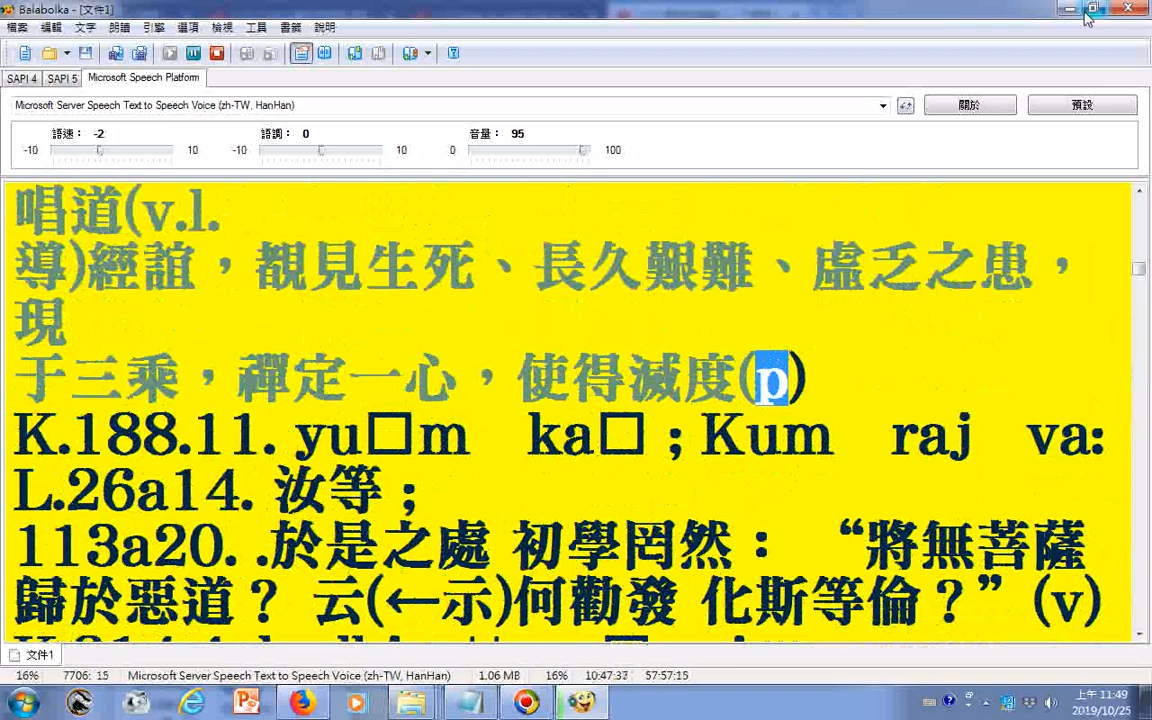 Balabolka - [文件1]
檔案 編輯 文字 朗讀 引擎 選項 檢視 工具 書籤 說明
SAPI 4 SAPI 5 Microsoft Speech Platform
Microsoft Server Speech Text to Speech Voice (zh-TW, HanHan) 關於 預設
語速： -2 語調： 0 音量： 95
-10 10 -10 10 0 100
唱道(v.l.
導)經誼，覩見生死、長久艱難、虛乏之患，
現
于三乘，禪定一心，使得滅度(p)
K.188.11. yu□m ka□ ; Kum raj va:
L.26a14. 汝等；
113a20. .於是之處 初學罔然： “將無菩薩
歸於惡道？ 云(←示)何勸發 化斯等倫？” (v)
文件1
16% 7706: 15 Microsoft Server Speech Text to Speech Voice (zh-TW, HanHan) 1.06 MB 16% 10:47:33 57:57:15
上午 11:49
2019/10/25